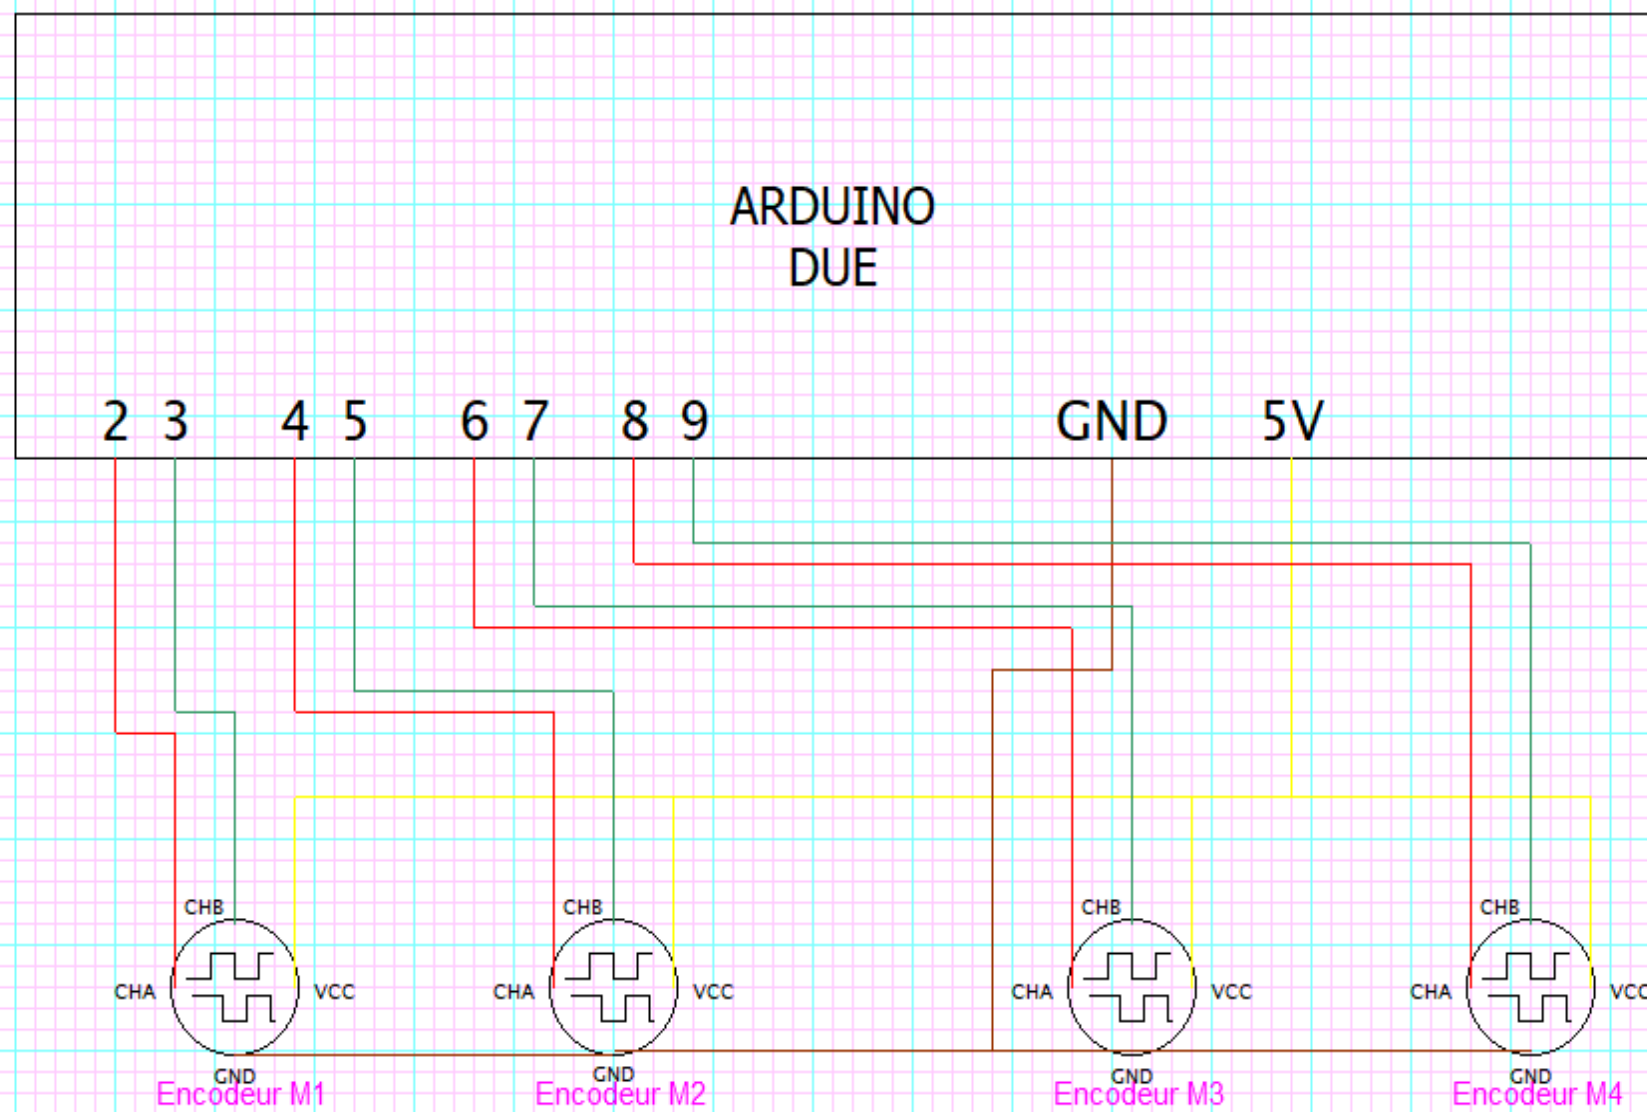 ARDUINO
DUE
2 3 4 5 6 7 8 9 GND 5V
CHB CHB CHB CHB
CHA VCC CHA VCC CHA VCC CHA VCC
GND GND GND GND
Encodeur M1 Encodeur M2 Encodeur M3 Encodeur M4